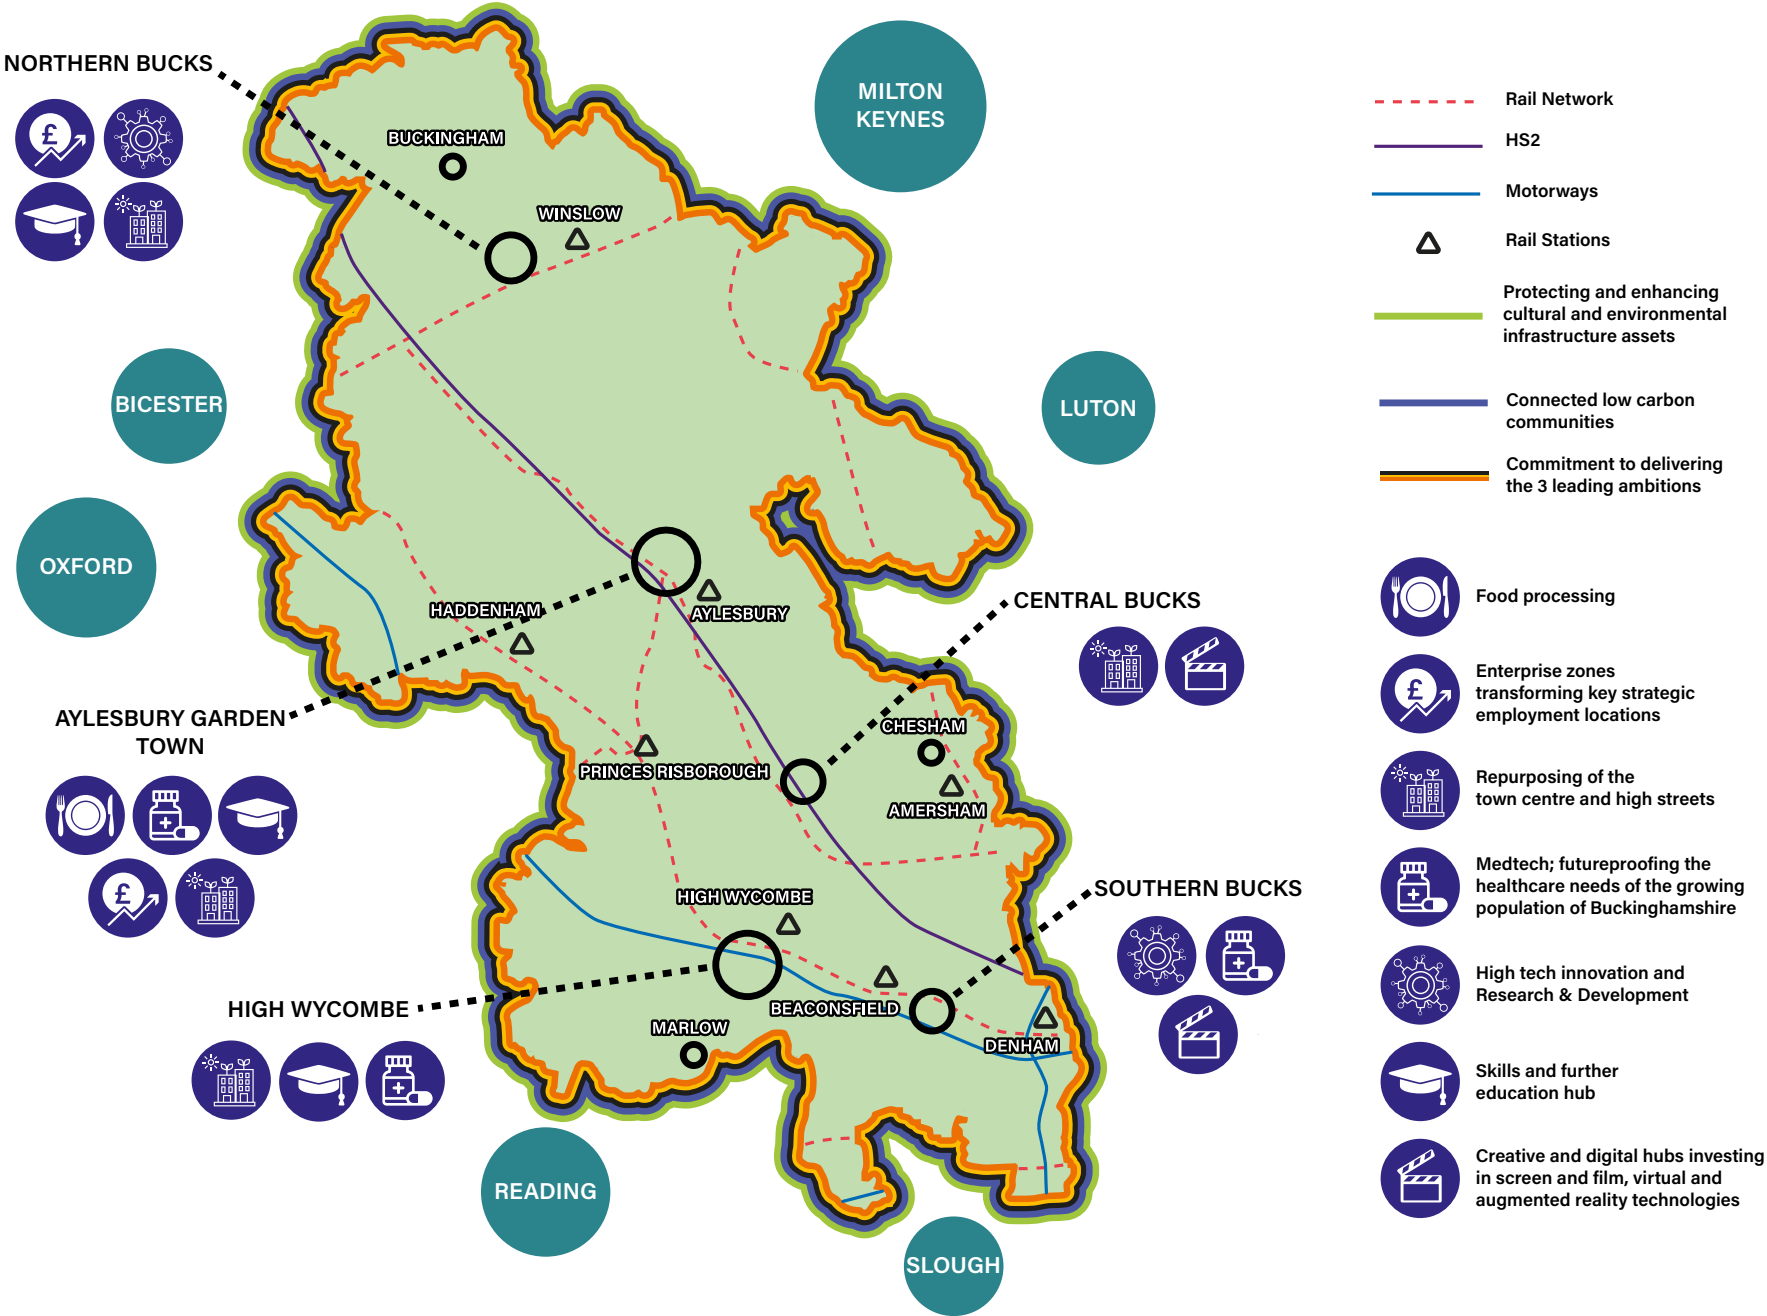 NORTHERN BUCKS
£
BUCKINGHAM
WINSLOW
MILTON
KEYNES
BICESTER
LUTON
OXFORD
HADDENHAM
AYLESBURY
CENTRAL BUCKS
AYLESBURY GARDEN
TOWN
£
PRINCES RISBOROUGH
CHESHAM
AMERSHAM
HIGH WYCOMBE
SOUTHERN BUCKS
HIGH WYCOMBE
BEACONSFIELD
MARLOW
DENHAM
READING
SLOUGH
Rail Network
HS2
Motorways
Rail Stations
Protecting and enhancing
cultural and environmental
infrastructure assets
Connected low carbon
communities
Commitment to delivering
the 3 leading ambitions
Food processing
£
Enterprise zones
transforming key strategic
employment locations
Repurposing of the
town centre and high streets
Medtech; futureproofing the
healthcare needs of the growing
population of Buckinghamshire
High tech innovation and
Research & Development
Skills and further
education hub
Creative and digital hubs investing
in screen and film, virtual and
augmented reality technologies